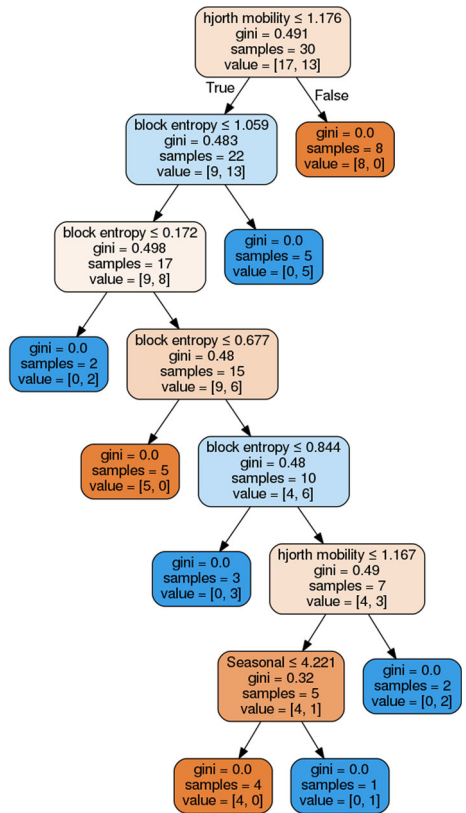 hjorth mobility ≤ 1.176
gini = 0.491
samples = 30
value = [17, 13]
True
False
block entropy ≤ 1.059
gini = 0.483
samples = 22
value = [9, 13]
gini = 0.0
samples = 8
value = [8, 0]
block entropy ≤ 0.172
gini = 0.498
samples = 17
value = [9, 8]
gini = 0.0
samples = 5
value = [0, 5]
gini = 0.0
samples = 2
value = [0, 2]
block entropy ≤ 0.677
gini = 0.48
samples = 15
value = [9, 6]
gini = 0.0
samples = 5
value = [5, 0]
block entropy ≤ 0.844
gini = 0.48
samples = 10
value = [4, 6]
gini = 0.0
samples = 3
value = [0, 3]
hjorth mobility ≤ 1.167
gini = 0.49
samples = 7
value = [4, 3]
Seasonal ≤ 4.221
gini = 0.32
samples = 5
value = [4, 1]
gini = 0.0
samples = 2
value = [0, 2]
gini = 0.0
samples = 4
value = [4, 0]
gini = 0.0
samples = 1
value = [0, 1]